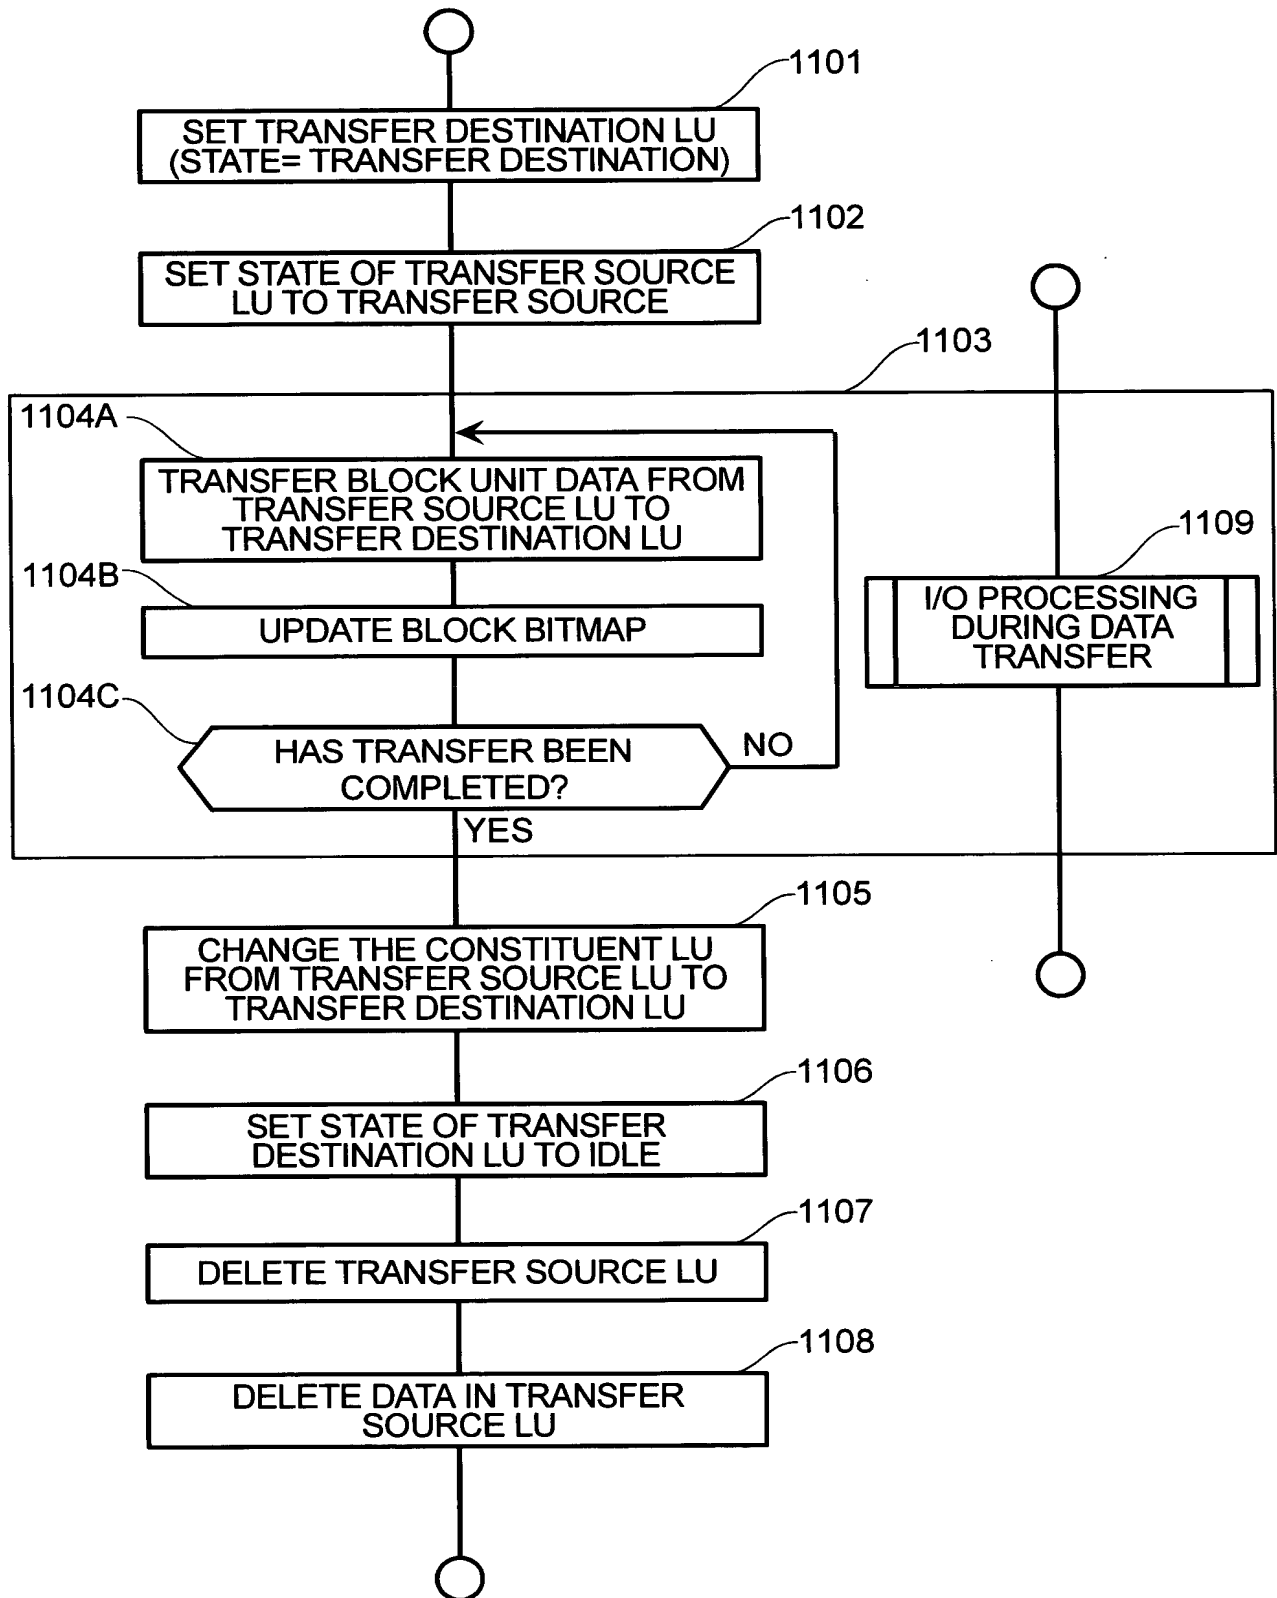 1101
SET TRANSFER DESTINATION LU
(STATE= TRANSFER DESTINATION)
1102
SET STATE OF TRANSFER SOURCE
LU TO TRANSFER SOURCE
1103
1104A
TRANSFER BLOCK UNIT DATA FROM
TRANSFER SOURCE LU TO
TRANSFER DESTINATION LU
1104B
UPDATE BLOCK BITMAP
1104C
HAS TRANSFER BEEN
COMPLETED?
NO
YES
1109
I/O PROCESSING
DURING DATA
TRANSFER
1105
CHANGE THE CONSTITUENT LU
FROM TRANSFER SOURCE LU TO
TRANSFER DESTINATION LU
1106
SET STATE OF TRANSFER
DESTINATION LU TO IDLE
1107
DELETE TRANSFER SOURCE LU
1108
DELETE DATA IN TRANSFER
SOURCE LU